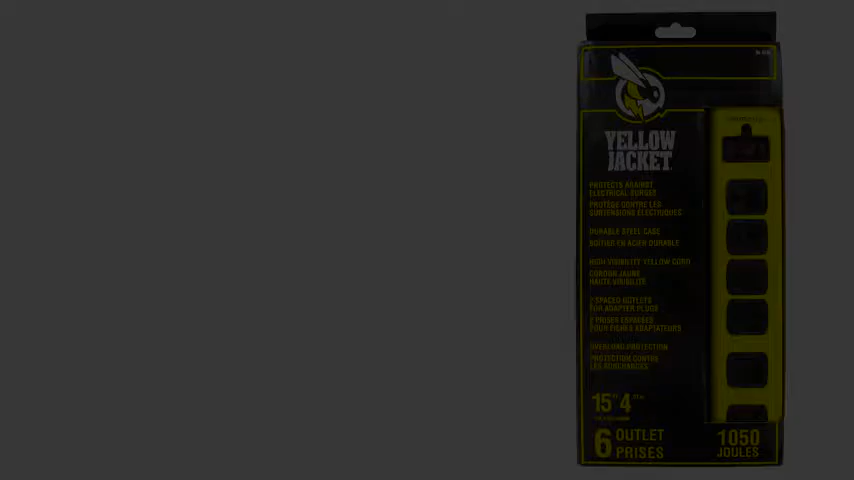 YELLOW
JACKET
PROTECTS AGAINST
ELECTRICAL SURGES
PROTÈGE CONTRE LES
SURTENSIONS ÉLECTRIQUES
DURABLE STEEL CASE
BOÎTIER EN ACIER DURABLE
HIGH VISIBILITY YELLOW CORD
CORDON JAUNE
HAUTE VISIBILITÉ
2 SPACED OUTLETS
FOR ADAPTER PLUGS
2 PRISES ESPACÉES
POUR FICHES ADAPTATEURS
OVERLOAD PROTECTION
PROTECTION CONTRE
LES SURCHARGES
15 4
6 OUTLET
PRISES
1050
JOULES